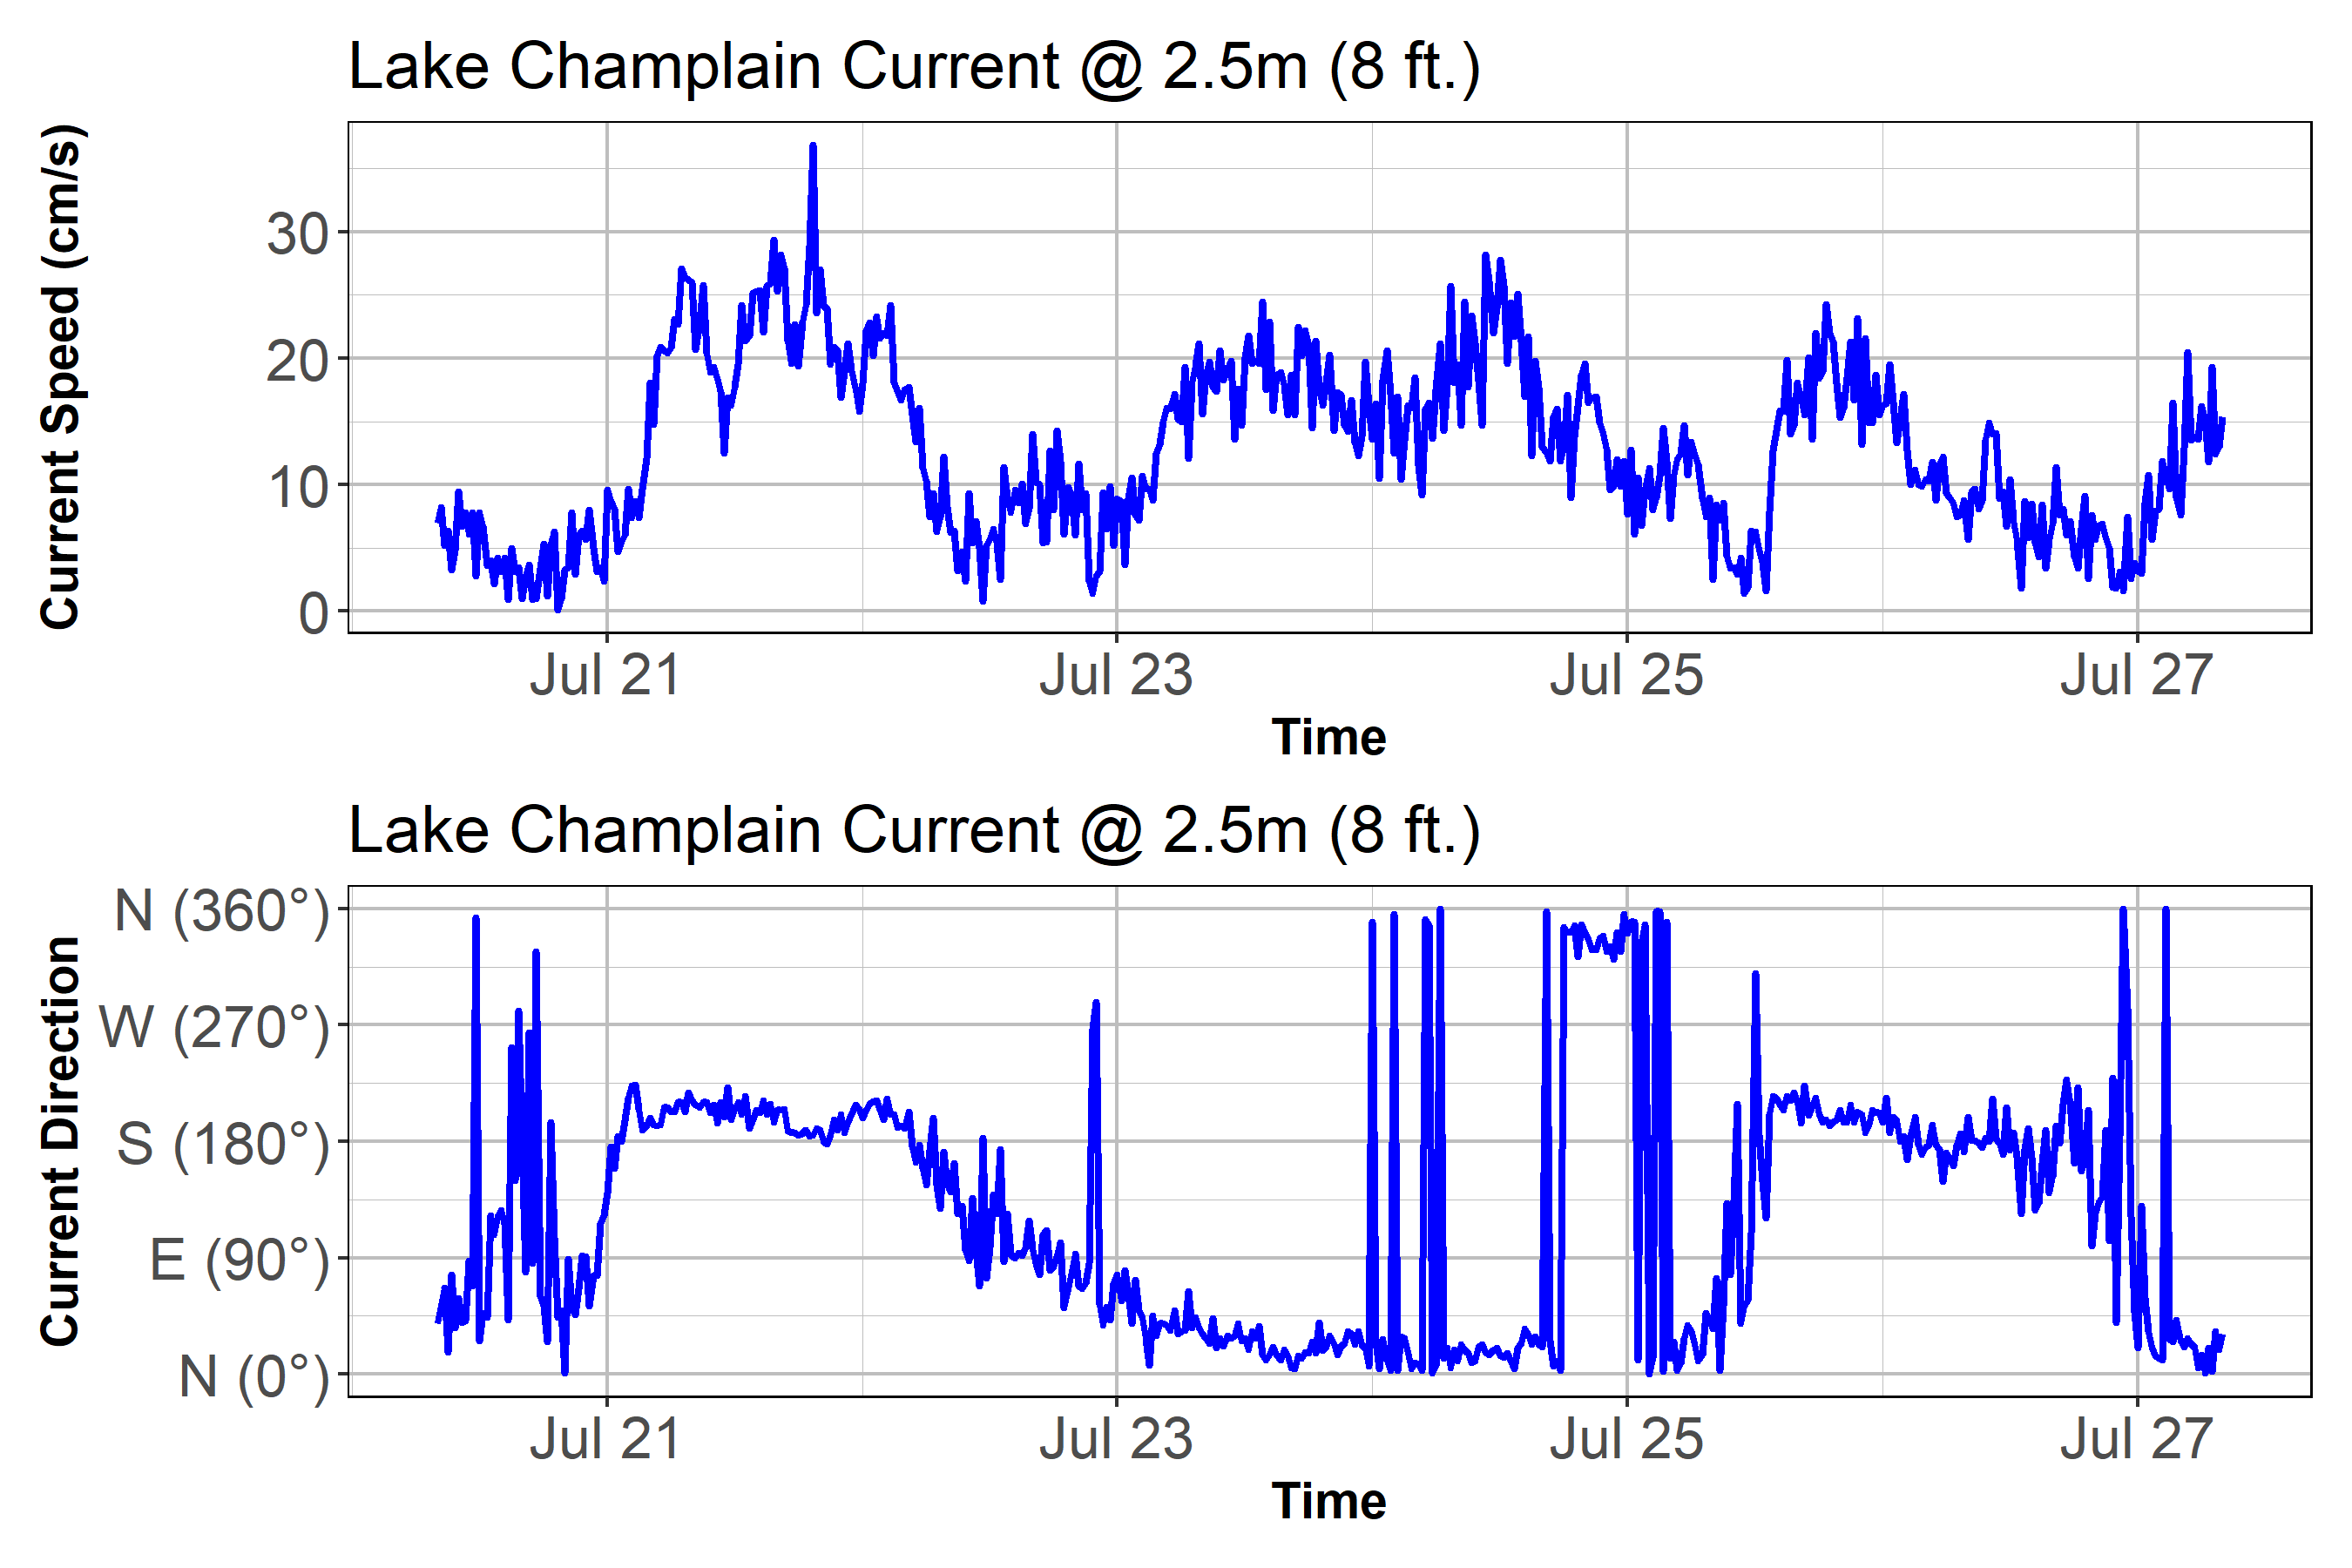 Lake Champlain Current @ 2.5m (8 ft.)
Current Speed (cm/s)
30
20
10
0
Jul 21 Jul 23 Jul 25 Jul 27
Time
Lake Champlain Current @ 2.5m (8 ft.)
Current Direction
N (360°)
W (270°)
S (180°)
E (90°)
N (0°)
Jul 21 Jul 23 Jul 25 Jul 27
Time